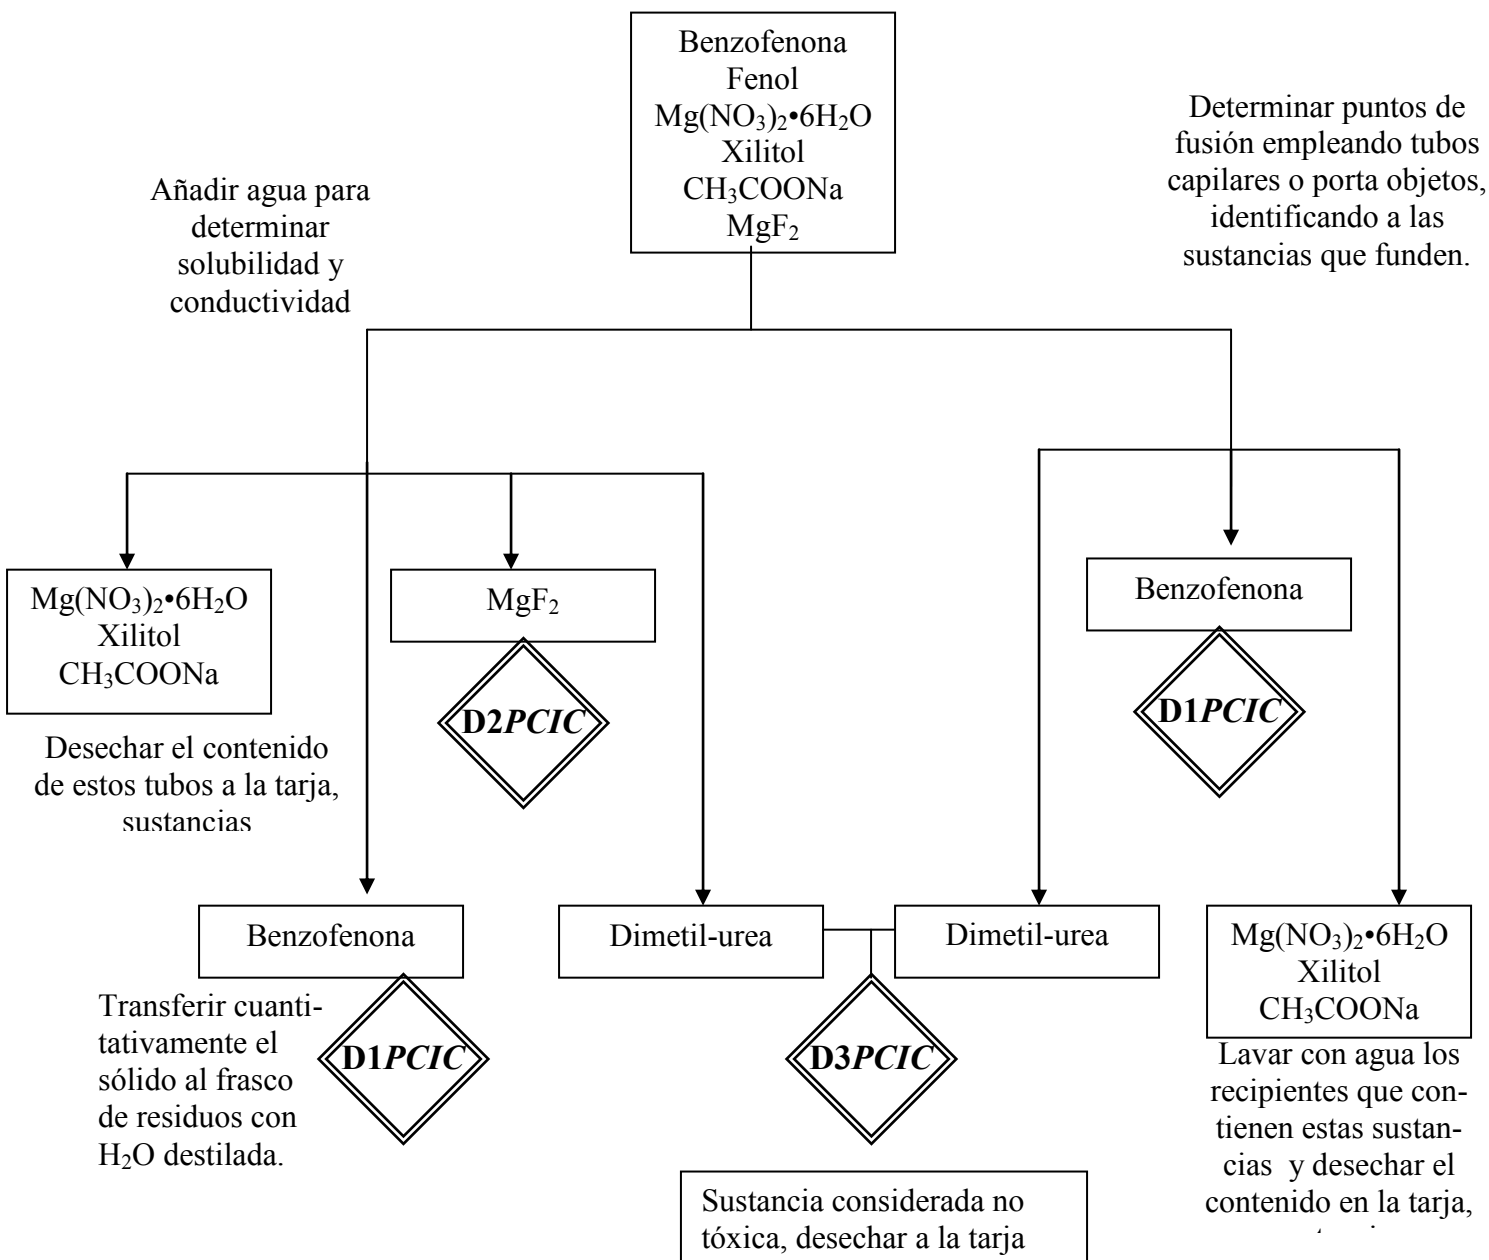 Benzofenona
Fenol
Mg(NO₃)₂•6H₂O
Xilitol
CH₃COONa
MgF₂
Añadir agua para
determinar
solubilidad y
conductividad
Determinar puntos de
fusión empleando tubos
capilares o porta objetos,
identificando a las
sustancias que funden.
Mg(NO₃)₂•6H₂O
Xilitol
CH₃COONa
Desechar el contenido
de estos tubos a la tarja,
sustancias
MgF₂
D2PCIC
Benzofenona
D1PCIC
Benzofenona
Transferir cuanti-
tativamente el
sólido al frasco
de residuos con
H₂O destilada.
D1PCIC
Dimetil-urea
Dimetil-urea
D3PCIC
Sustancia considerada no
tóxica, desechar a la tarja
Mg(NO₃)₂•6H₂O
Xilitol
CH₃COONa
Lavar con agua los
recipientes que con-
tienen estas sustan-
cias y desechar el
contenido en la tarja,